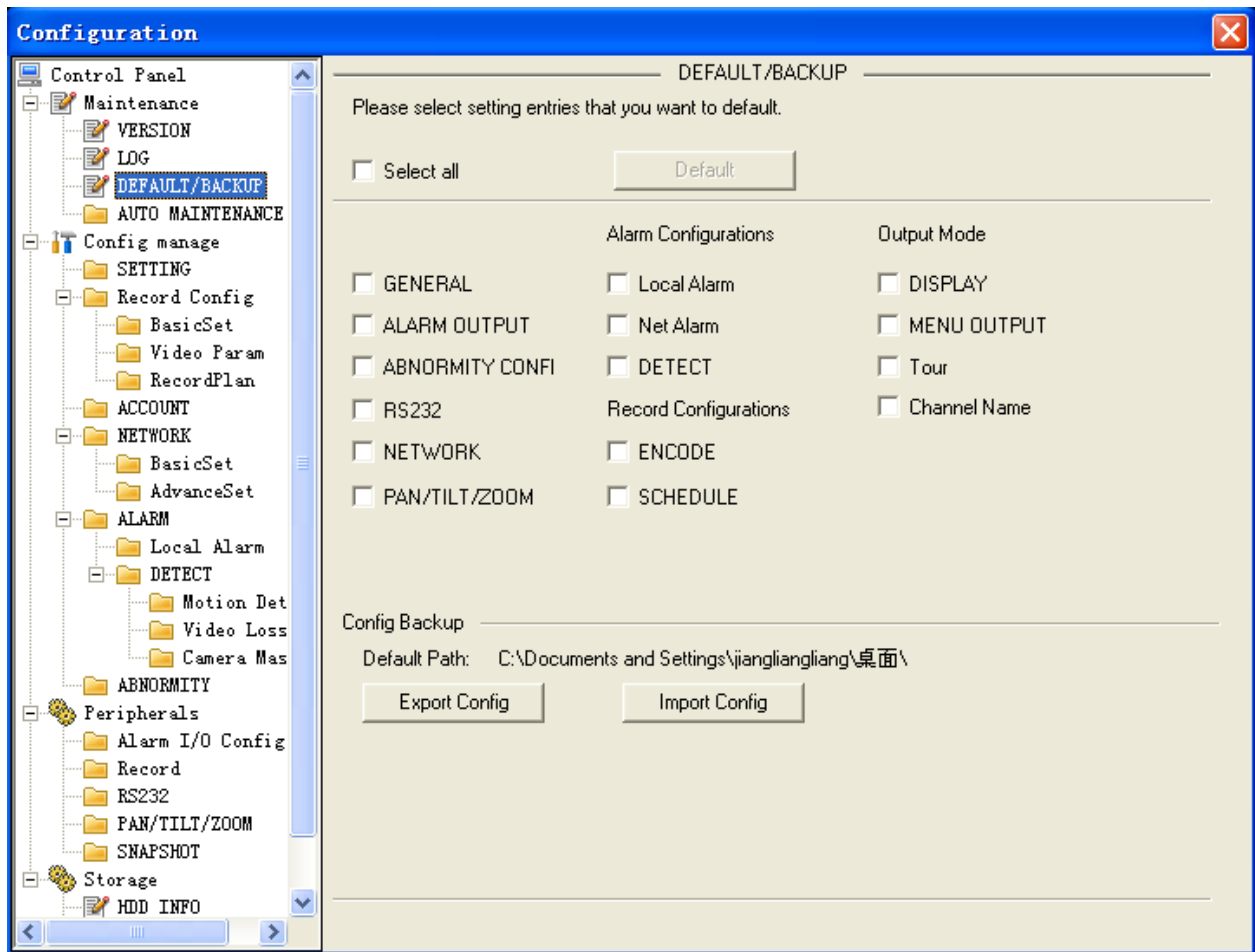 Configuration
Control Panel
Maintenance
VERSION
LOG
DEFAULT/BACKUP
AUTO MAINTENANCE
Config manage
SETTING
Record Config
BasicSet
Video Param
RecordPlan
ACCOUNT
NETWORK
BasicSet
AdvanceSet
ALARM
Local Alarm
DETECT
Motion Det
Video Loss
Camera Mas
ABNORMITY
Peripherals
Alarm I/O Config
Record
RS232
PAN/TILT/ZOOM
SNAPSHOT
Storage
HDD INFO
DEFAULT/BACKUP
Please select setting entries that you want to default.
Select all
Default
Alarm Configurations Output Mode
GENERAL Local Alarm DISPLAY
ALARM OUTPUT Net Alarm MENU OUTPUT
ABNORMITY CONFI DETECT Tour
RS232 Record Configurations Channel Name
NETWORK ENCODE
PAN/TILT/ZOOM SCHEDULE
Config Backup
Default Path: C:\Documents and Settings\jiangliangliang\桌面\
Export Config Import Config